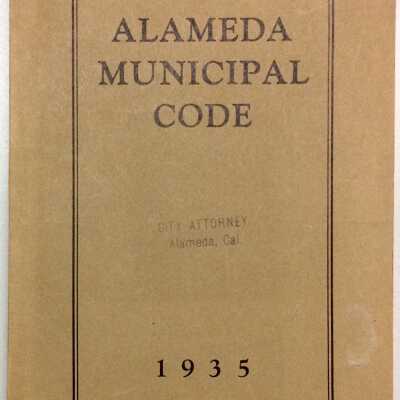 ALAMEDA
MUNICIPAL
CODE
CITY ATTORNEY
Alameda, Cal.
1935